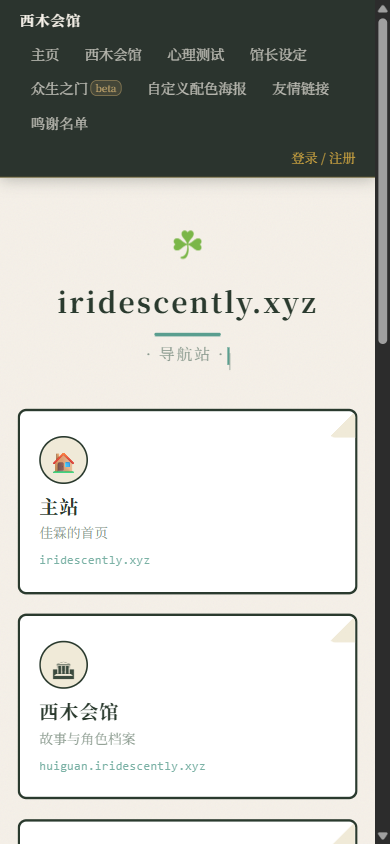 西木会馆
主页 西木会馆 心理测试 馆长设定
众生之门 beta 自定义配色海报 友情链接
鸣谢名单
登录 / 注册
iridescently.xyz
· 导航站 ·
主站
佳霖的首页
iridescently.xyz
西木会馆
故事与角色档案
huiguan.iridescently.xyz